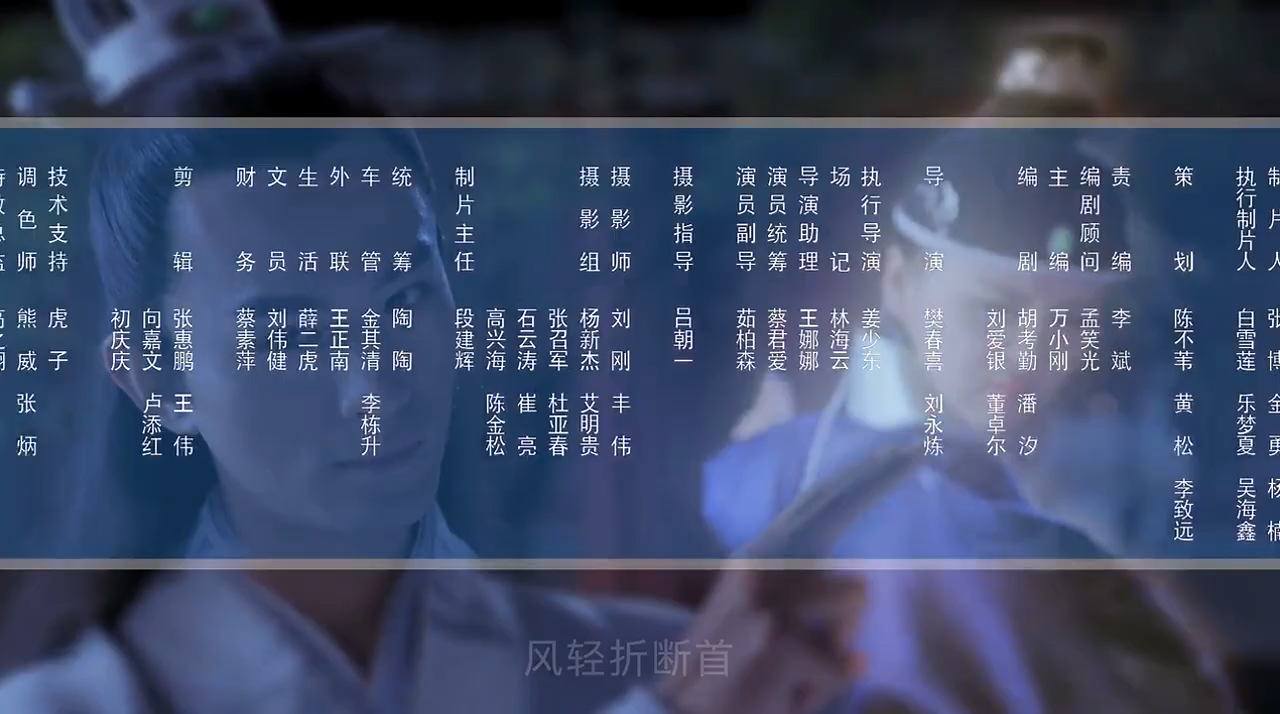 执行制片人 白雪莲 乐梦夏 吴海鑫
策划 陈不苇 黄松 李致远
责编 李斌
编剧顾问 孟笑光
主编 万小刚
编剧 胡考勤 潘汐
刘爱银 董卓尔
导演 樊春喜 刘永炼
执行导演 姜少东
场记 林海云
导演助理 王娜娜
演员统筹 蔡君爱
演员副导 茹柏森
摄影指导 吕朝一
摄影师 刘刚 丰伟
摄影组 杨新杰 艾明贵
张召军 杜亚春
石云涛 崔亮
高兴海 陈金松
制片主任 段建辉
统筹 陶陶
车管 金其清 李栋升
外联 王正南
生活 薛二虎
文员 刘伟健
财务 蔡素萍
剪辑 张惠鹏 王伟
向嘉文 卢添红
初庆庆
技术支持 虎子
调色师 熊威 张炳
风轻折断首